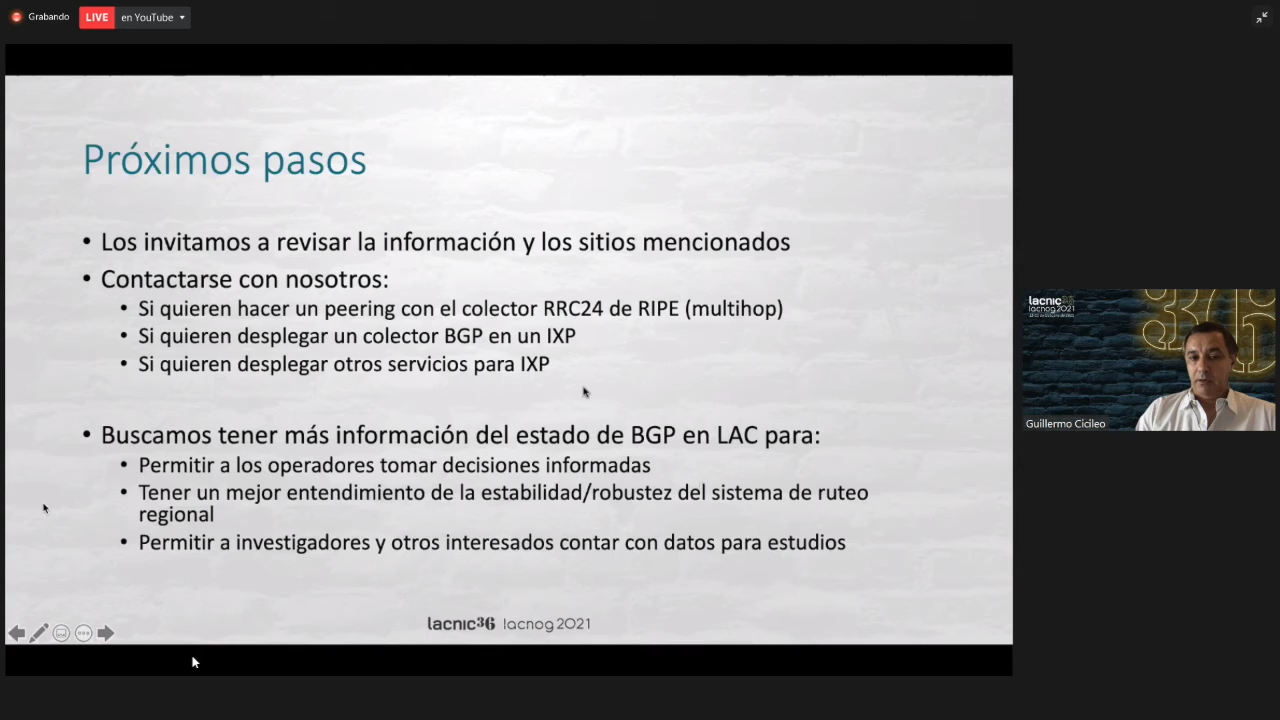 Grabando
LIVE en YouTube
Próximos pasos
• Los invitamos a revisar la información y los sitios mencionados
• Contactarse con nosotros:
• Si quieren hacer un peering con el colector RRC24 de RIPE (multihop)
• Si quieren desplegar un colector BGP en un IXP
• Si quieren desplegar otros servicios para IXP
• Buscamos tener más información del estado de BGP en LAC para:
• Permitir a los operadores tomar decisiones informadas
• Tener un mejor entendimiento de la estabilidad/robustez del sistema de ruteo
regional
• Permitir a investigadores y otros interesados contar con datos para estudios
lacnic36 lacnog2021
lacnic36
lacnog2021
36
Guillermo Cicileo